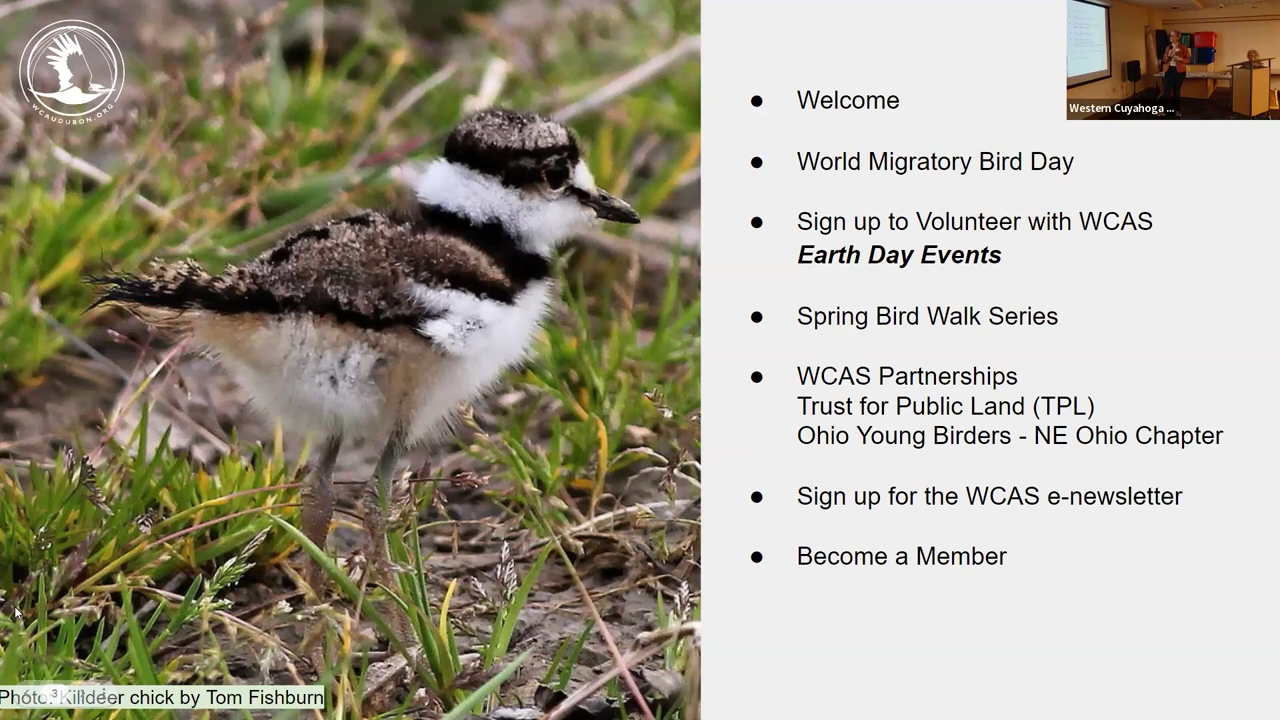 WCAUDUBON.ORG
Western Cuyahoga ...
● Welcome
● World Migratory Bird Day
● Sign up to Volunteer with WCAS
Earth Day Events
● Spring Bird Walk Series
● WCAS Partnerships
Trust for Public Land (TPL)
Ohio Young Birders - NE Ohio Chapter
● Sign up for the WCAS e-newsletter
● Become a Member
Photo: Killdeer chick by Tom Fishburn
3